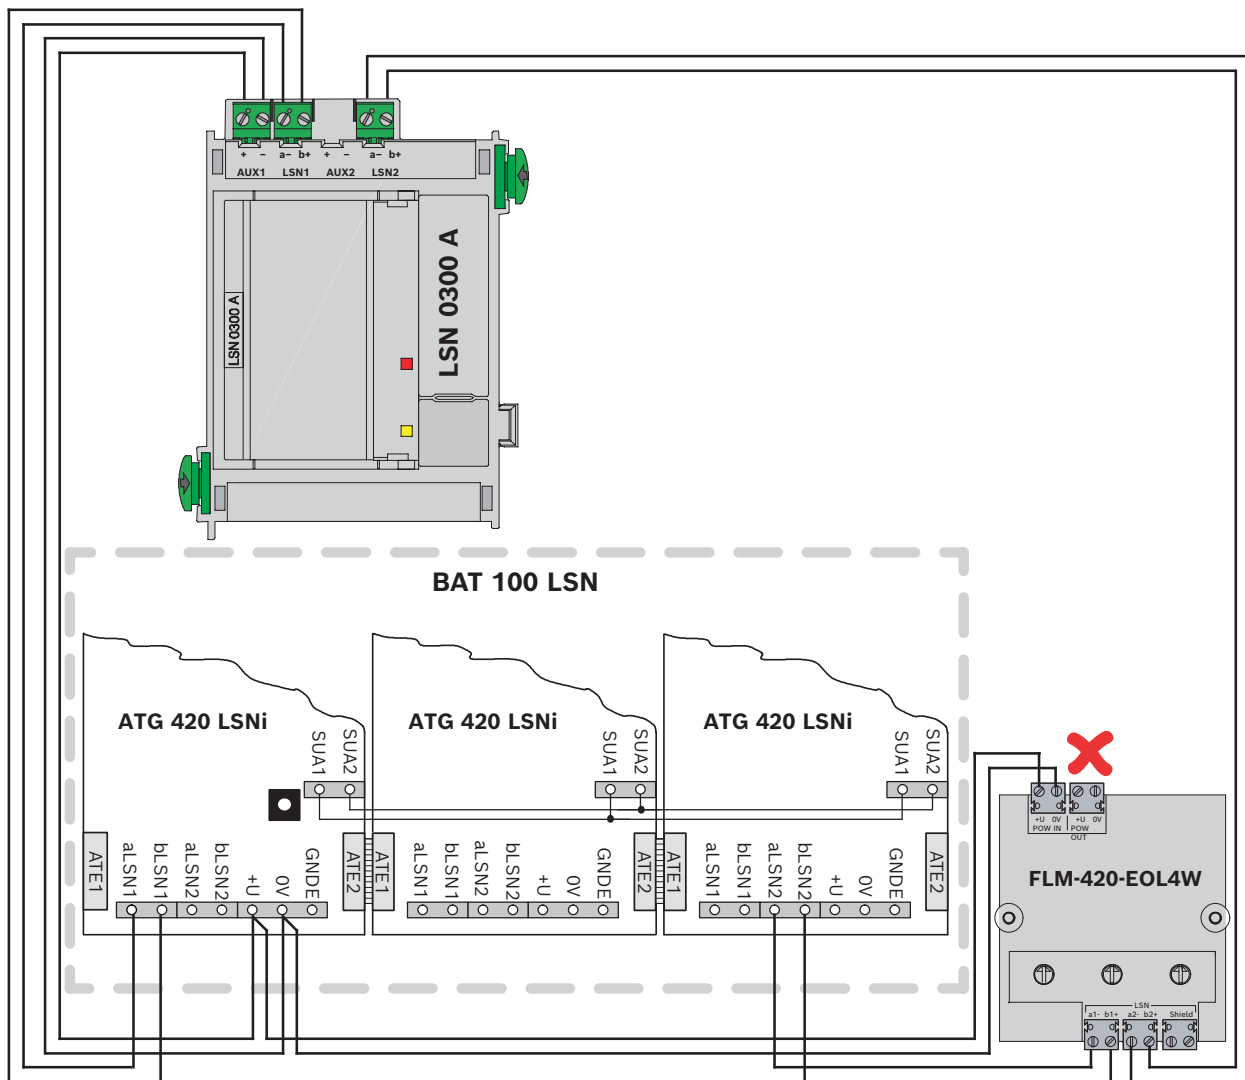 + − a− b+ + − a− b+
AUX1 LSN1 AUX2 LSN2
LSN 0300 A
LSN 0300 A
BAT 100 LSN
ATG 420 LSNi
SUA1 SUA2
ATE1 aLSN1 bLSN1 aLSN2 bLSN2 +U 0V GNDE ATE2
ATG 420 LSNi
SUA1 SUA2
ATE1 aLSN1 bLSN1 aLSN2 bLSN2 +U 0V GNDE ATE2
ATG 420 LSNi
SUA1 SUA2
ATE1 aLSN1 bLSN1 aLSN2 bLSN2 +U 0V GNDE ATE2
+U 0V +U 0V
POW IN POW
OUT
FLM-420-EOL4W
LSN
a1- b1+ a2- b2+ Shield